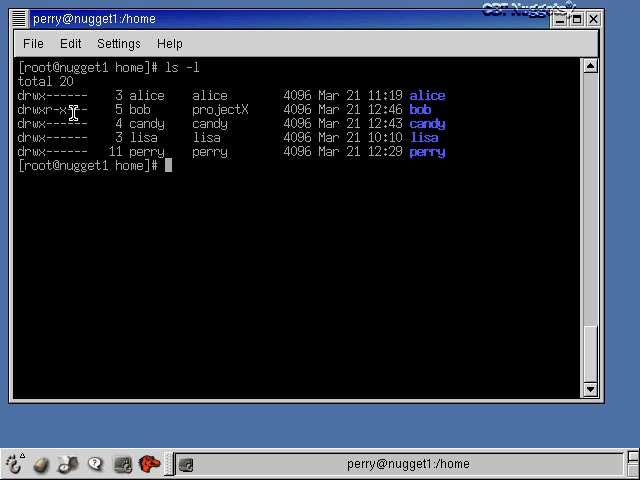 CBT Nuggets
perry@nugget1:/home
File Edit Settings Help
[root@nugget1 home]# ls -l
total 20
drwx------ 3 alice alice 4096 Mar 21 11:19 alice
drwxr-x--- 5 bob projectX 4096 Mar 21 12:46 bob
drwx------ 4 candy candy 4096 Mar 21 12:43 candy
drwx------ 3 lisa lisa 4096 Mar 21 10:10 lisa
drwx------ 11 perry perry 4096 Mar 21 12:29 perry
[root@nugget1 home]#
perry@nugget1:/home